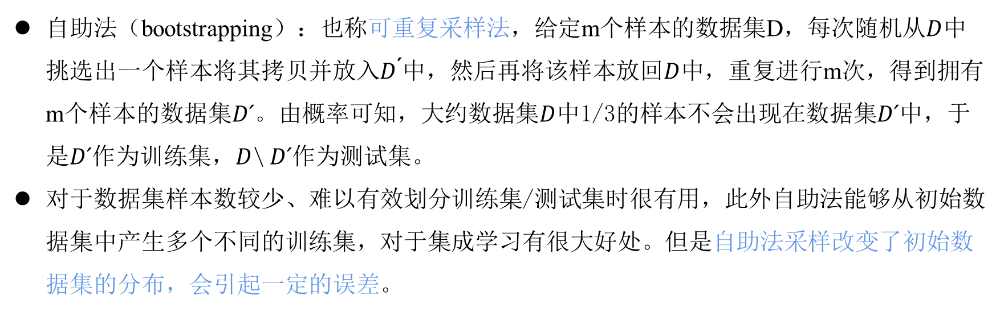 ● 自助法（bootstrapping）：也称可重复采样法，给定m个样本的数据集D，每次随机从D中
挑选出一个样本将其拷贝并放入D′中，然后再将该样本放回D中，重复进行m次，得到拥有
m个样本的数据集D′。由概率可知，大约数据集D中1/3的样本不会出现在数据集D′中，于
是D′作为训练集，D\D′作为测试集。
● 对于数据集样本数较少、难以有效划分训练集/测试集时很有用，此外自助法能够从初始数
据集中产生多个不同的训练集，对于集成学习有很大好处。但是自助法采样改变了初始数
据集的分布，会引起一定的误差。